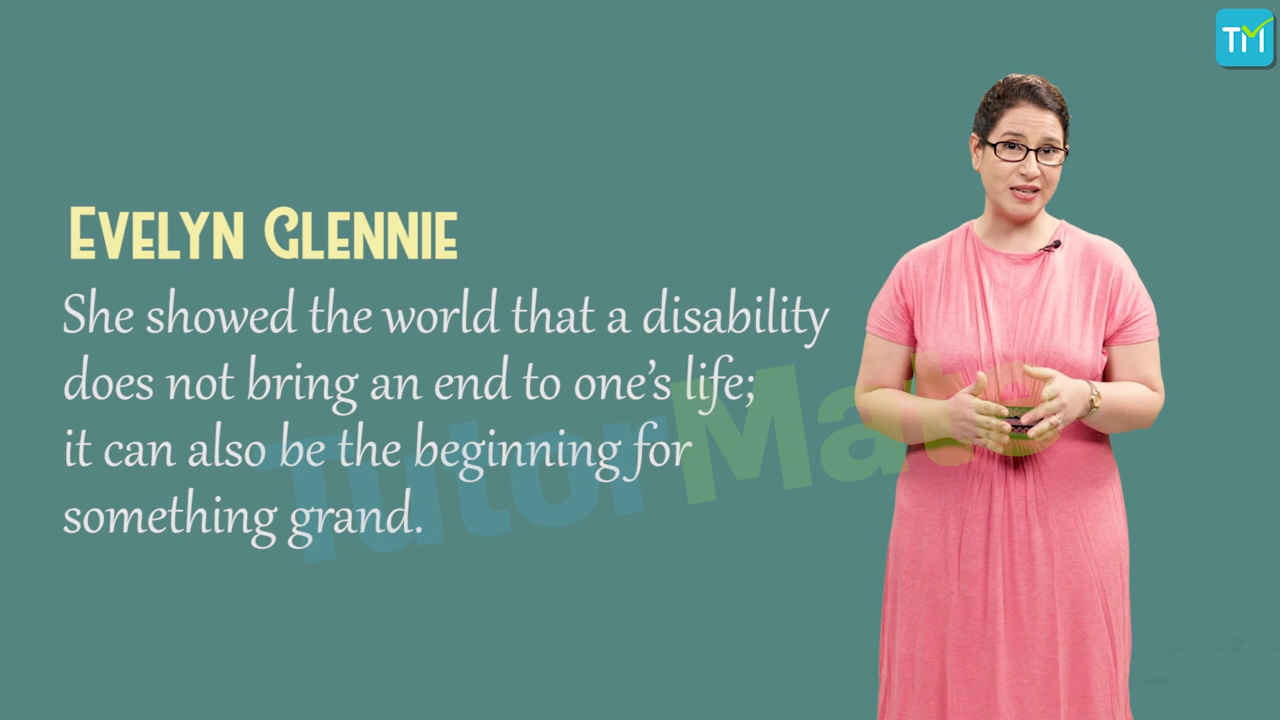 TM
EVELYN GLENNIE
She showed the world that a disability
does not bring an end to one's life;
it can also be the beginning for
something grand.
TutorMate